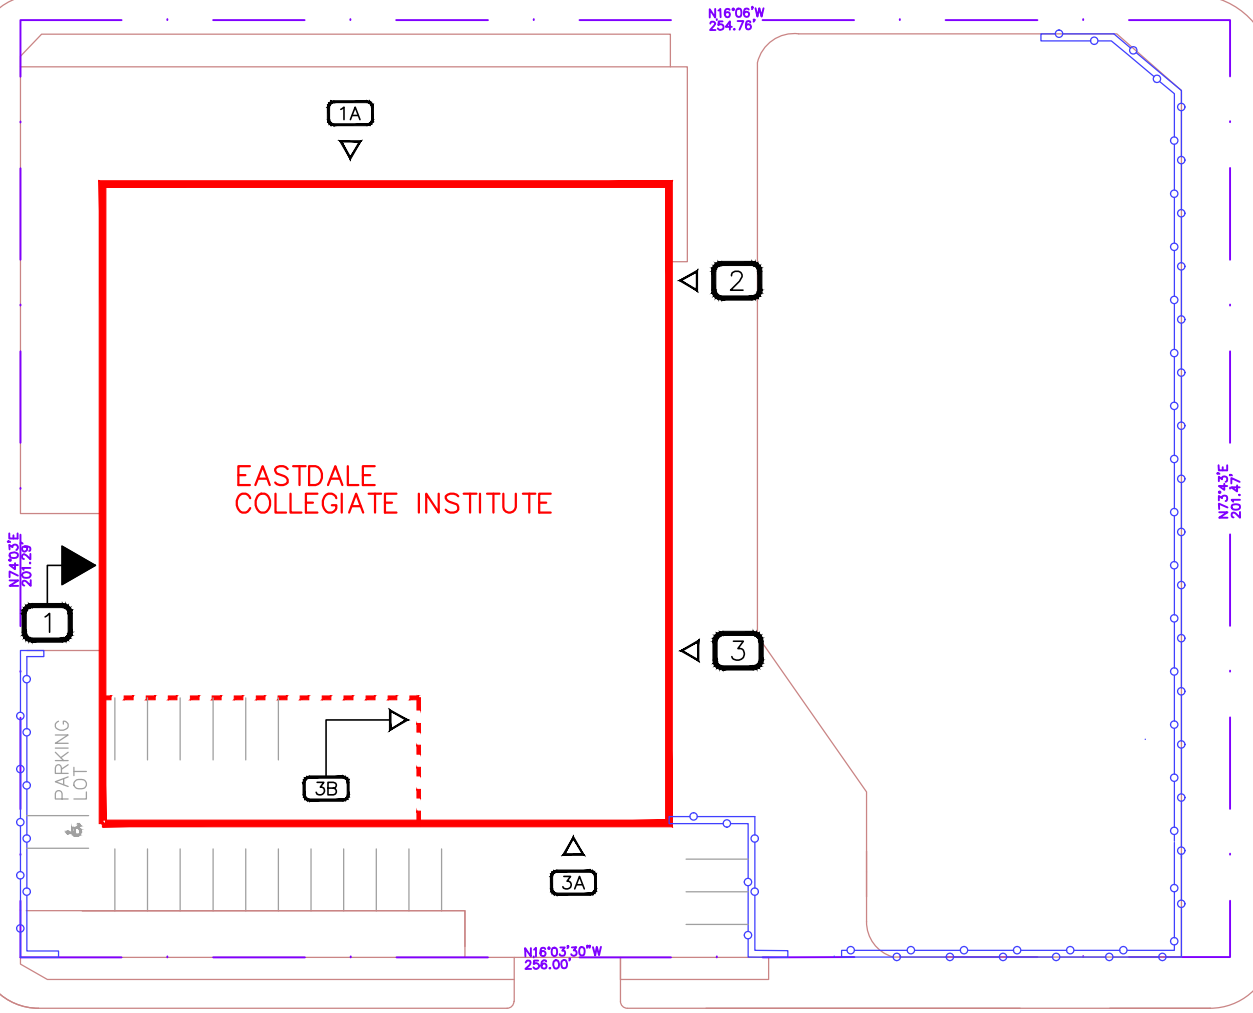 N16°06'W
254.76'
1A
2
EASTDALE
COLLEGIATE INSTITUTE
N73°43'E
201.47'
N74°03'E
201.29'
1
3
PARKING
LOT
3B
3A
N16°03'30"W
256.00'